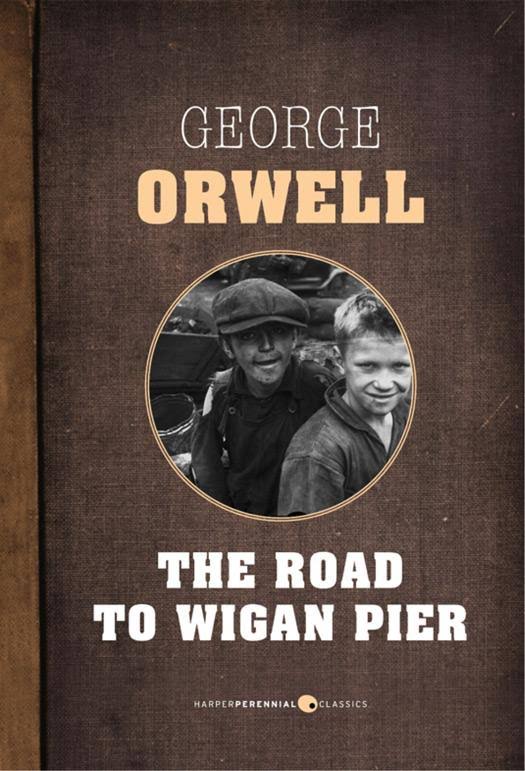 GEORGE
ORWELL
THE ROAD
TO WIGAN PIER
HARPERPERENNIAL CLASSICS